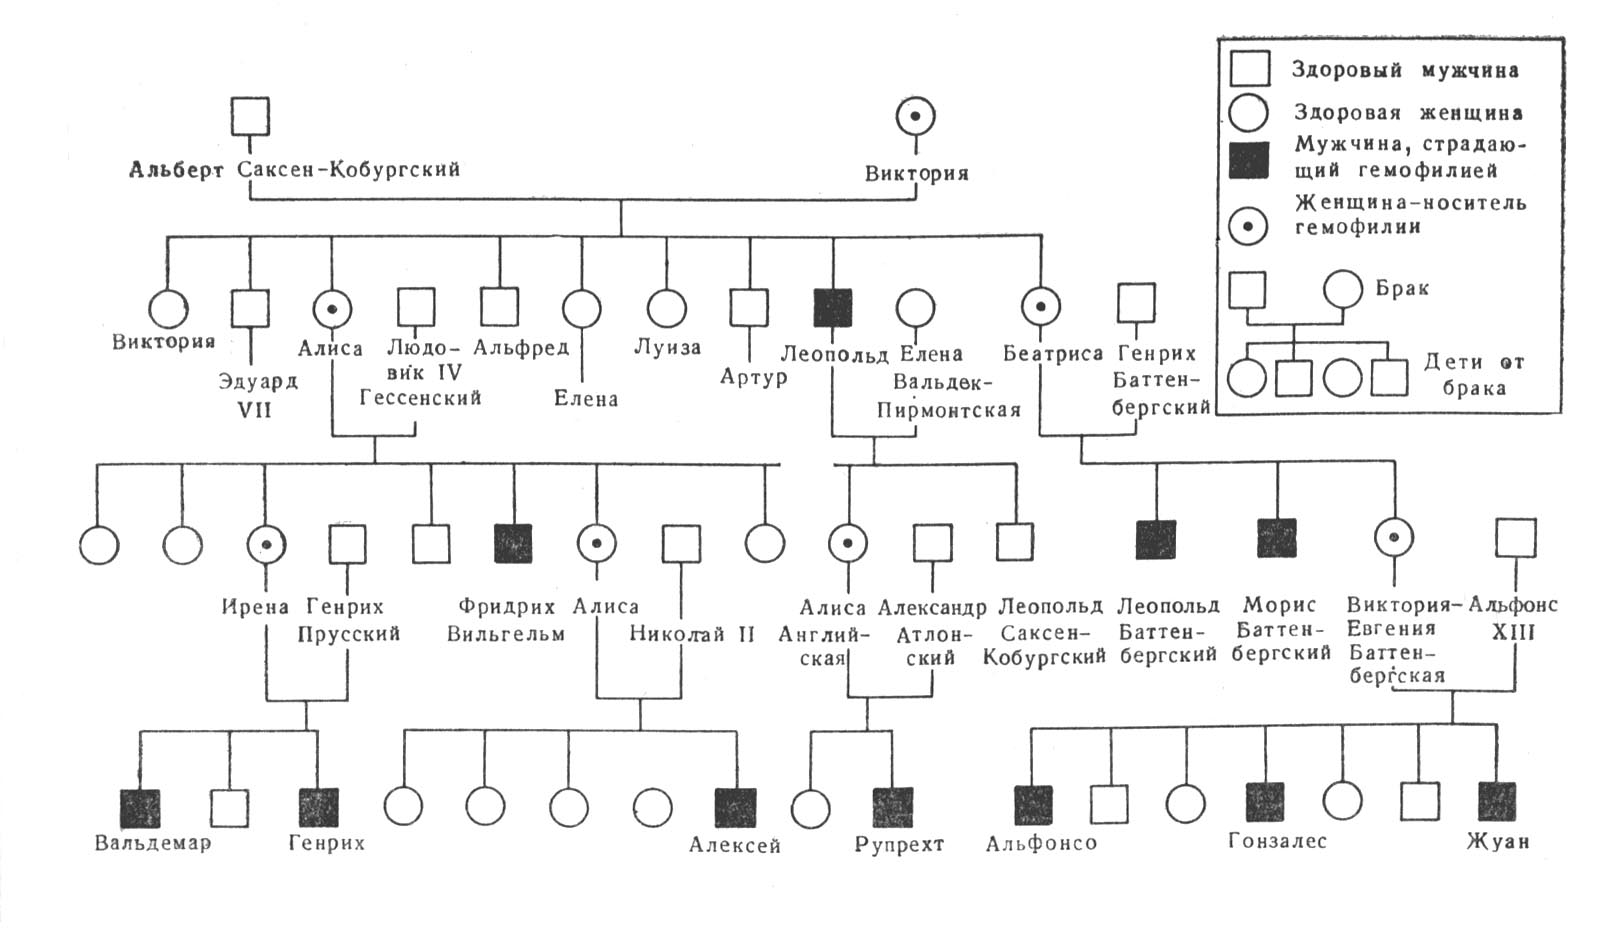 Здоровый мужчина
Здоровая женщина
Мужчина, страдаю-
щий гемофилией
Женщина-носитель
гемофилии
Брак
Дети от
брака
Альберт Саксен-Кобургский
Виктория
Виктория
Эдуард
VII
Алиса
Людо-
вик IV
Гессенский
Альфред
Елена
Луиза
Артур
Леопольд
Елена
Вальдек-
Пирмонтская
Беатриса
Генрих
Баттен-
бергский
Ирена
Генрих
Прусский
Фридрих
Вильгельм
Алиса
Николай II
Алиса
Англий-
ская
Александр
Атлон-
ский
Леопольд
Саксен-
Кобургский
Леопольд
Баттен-
бергский
Морис
Баттен-
бергский
Виктория-
Евгения
Баттен-
бергская
Альфонс
XIII
Вальдемар
Генрих
Алексей
Рупрехт
Альфонсо
Гонзалес
Жуан